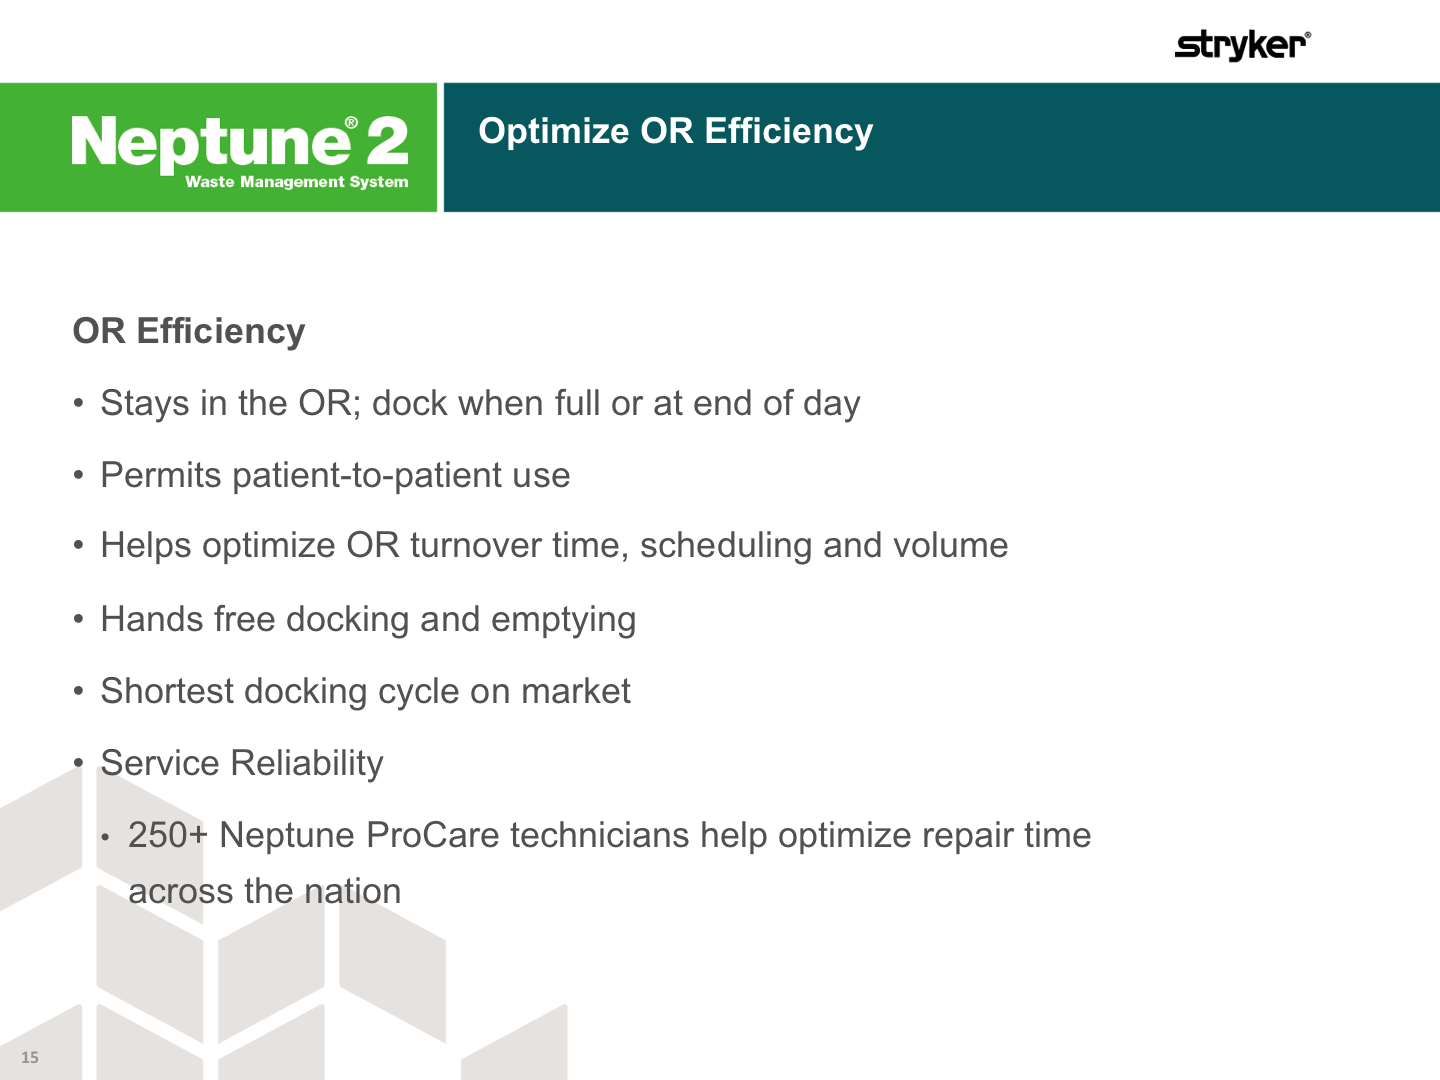 stryker®
Neptune® 2
Waste Management System
Optimize OR Efficiency
OR Efficiency
• Stays in the OR; dock when full or at end of day
• Permits patient-to-patient use
• Helps optimize OR turnover time, scheduling and volume
• Hands free docking and emptying
• Shortest docking cycle on market
• Service Reliability
• 250+ Neptune ProCare technicians help optimize repair time
across the nation
15